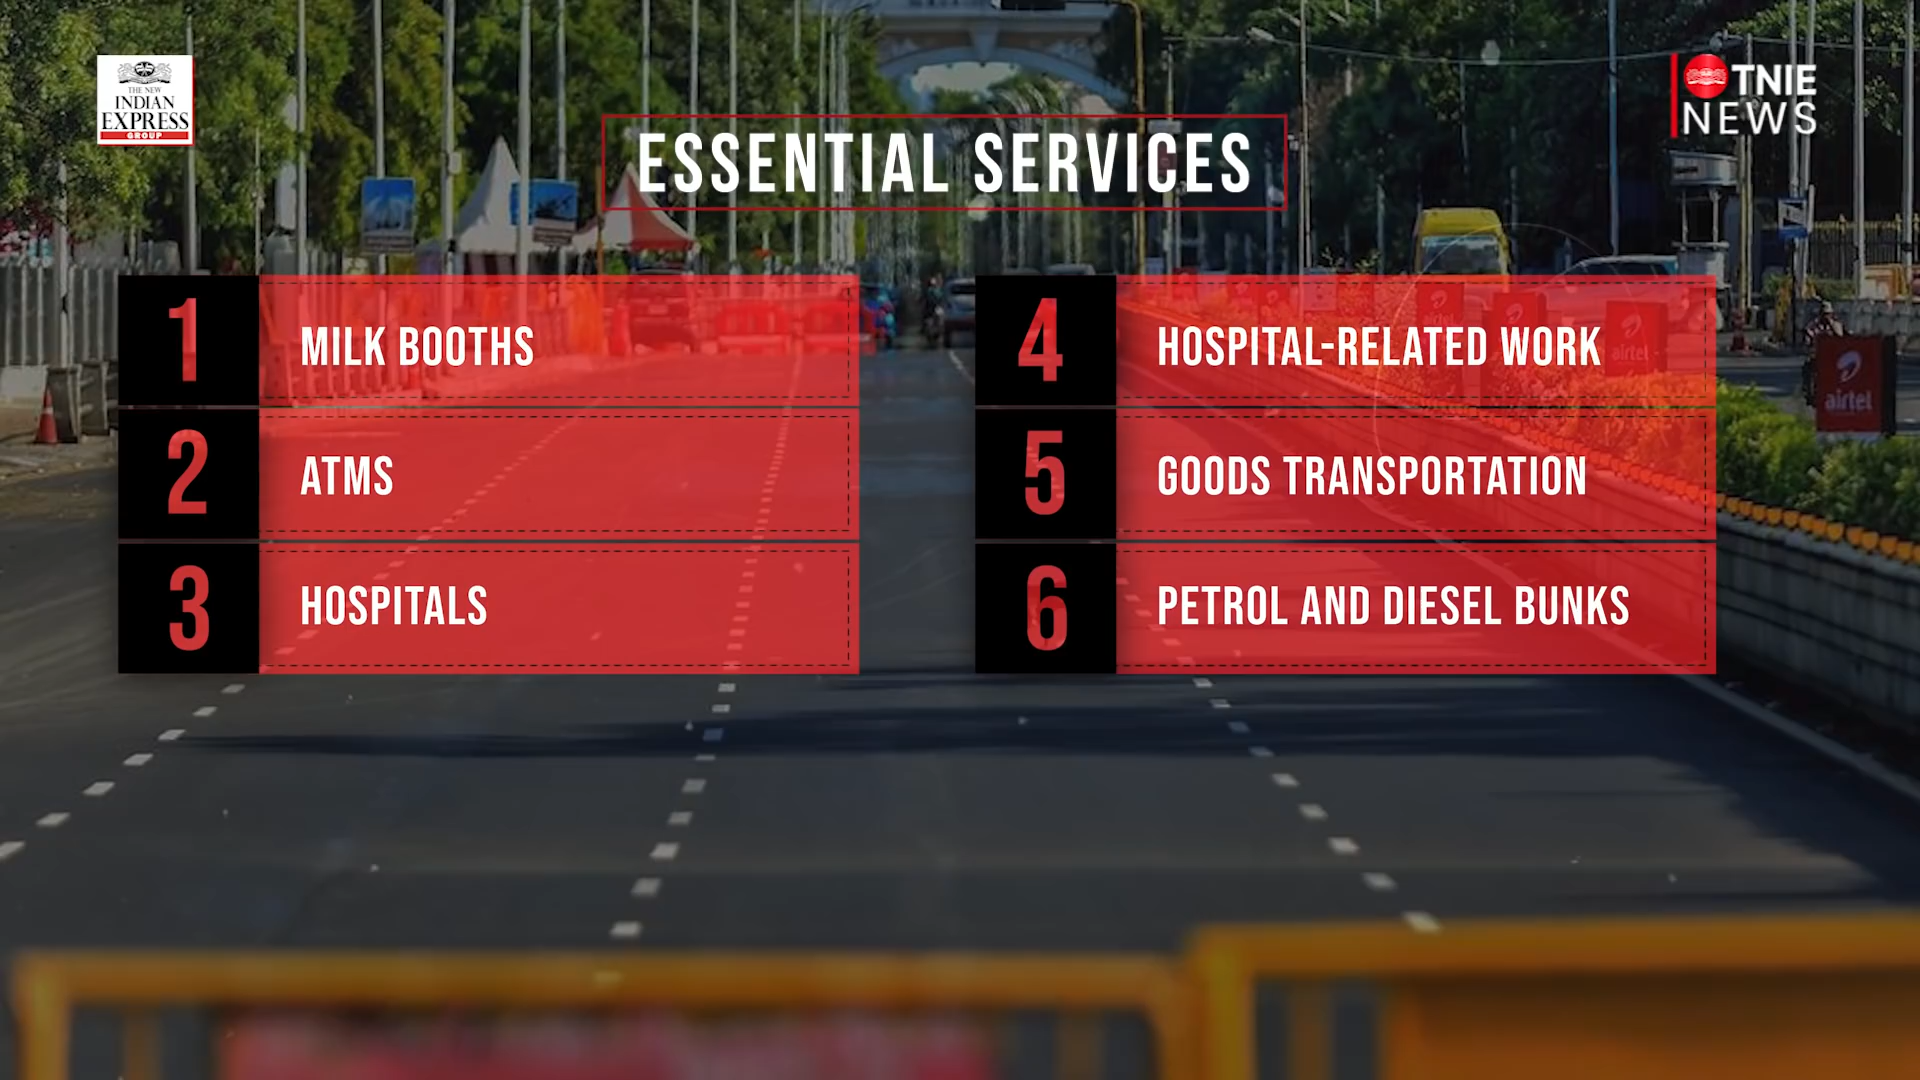 THE NEW
INDIAN
EXPRESS
GROUP
TNIE
NEWS
ESSENTIAL SERVICES
1
MILK BOOTHS
2
ATMS
3
HOSPITALS
4
HOSPITAL-RELATED WORK
5
GOODS TRANSPORTATION
6
PETROL AND DIESEL BUNKS
airtel
airtel